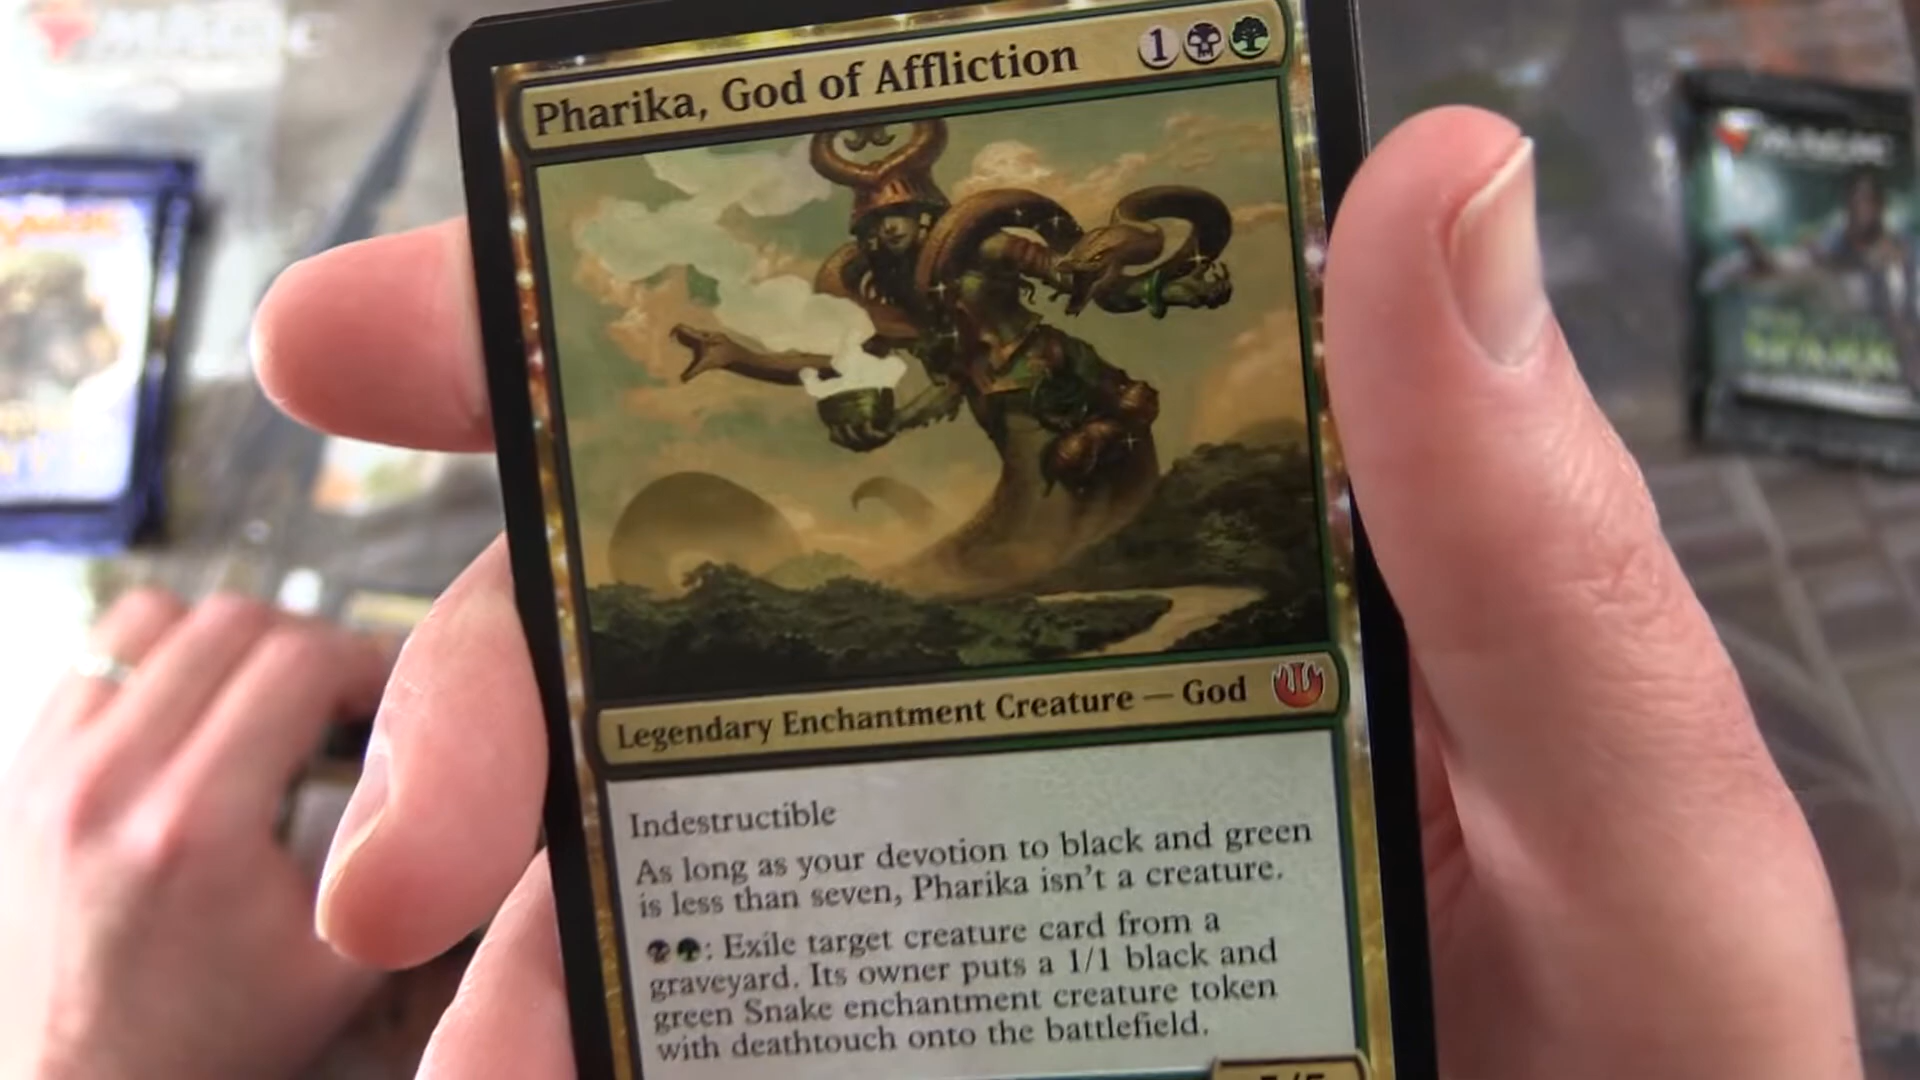 Pharika, God of Affliction 1
Legendary Enchantment Creature — God
Indestructible
As long as your devotion to black and green
is less than seven, Pharika isn't a creature.
: Exile target creature card from a
graveyard. Its owner puts a 1/1 black and
green Snake enchantment creature token
with deathtouch onto the battlefield.
MAGIC